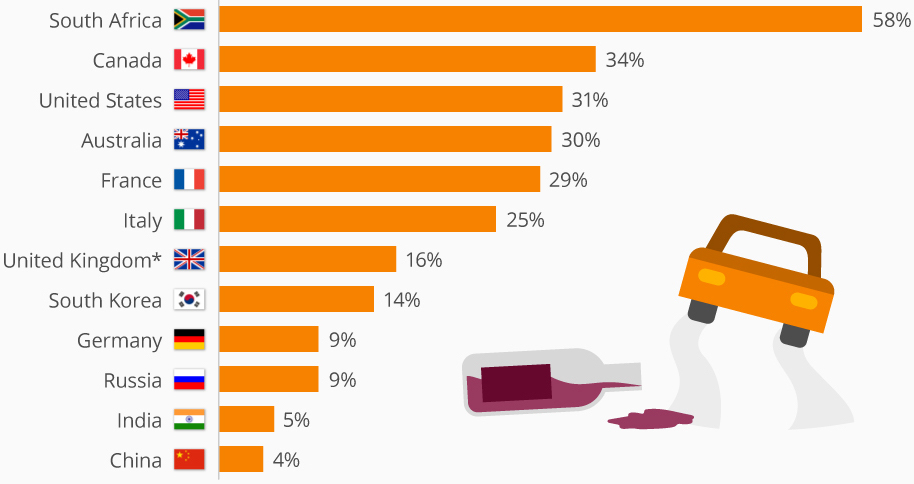 South Africa 58%
Canada 34%
United States 31%
Australia 30%
France 29%
Italy 25%
United Kingdom* 16%
South Korea 14%
Germany 9%
Russia 9%
India 5%
China 4%